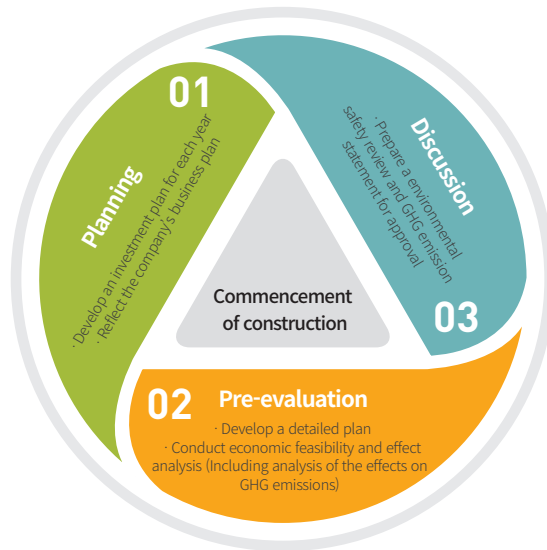 01
Planning
· Develop an investment plan for each year
· Reflect the company's business plan
02
Pre-evaluation
· Develop a detailed plan
· Conduct economic feasibility and effect
analysis (Including analysis of the effects on
GHG emissions)
03
Discussion
· Prepare a environmental
safety review and GHG emission
statement for approval
Commencement
of construction